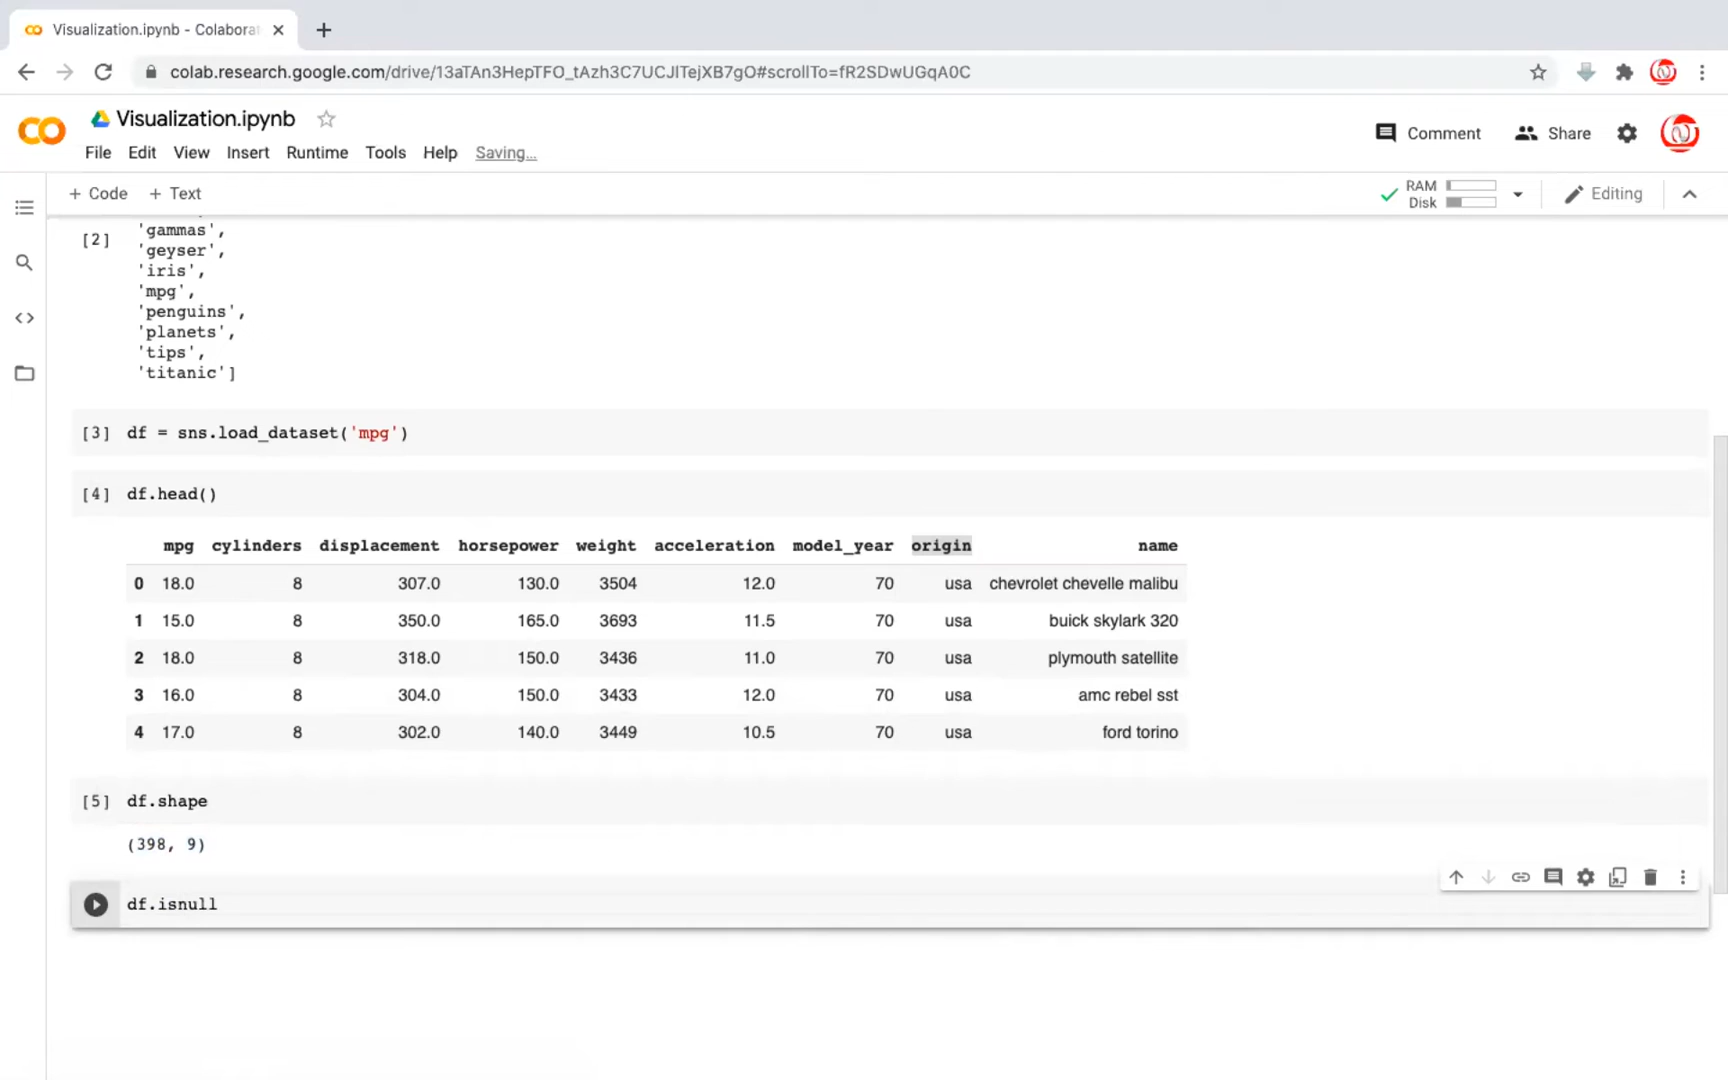 Visualization.ipynb - Colaborat
colab.research.google.com/drive/13aTAn3HepTFO_tAzh3C7UCJITejXB7gO#scrollTo=fR2SDwUGqA0C
Visualization.ipynb
Comment Share
File Edit View Insert Runtime Tools Help Saving...
+ Code + Text
RAM
Disk
Editing
[2]
'gammas',
'geyser',
'iris',
'mpg',
'penguins',
'planets',
'tips',
'titanic']
[3] df = sns.load_dataset('mpg')
[4] df.head()
mpg cylinders displacement horsepower weight acceleration model_year origin name
0 18.0 8 307.0 130.0 3504 12.0 70 usa chevrolet chevelle malibu
1 15.0 8 350.0 165.0 3693 11.5 70 usa buick skylark 320
2 18.0 8 318.0 150.0 3436 11.0 70 usa plymouth satellite
3 16.0 8 304.0 150.0 3433 12.0 70 usa amc rebel sst
4 17.0 8 302.0 140.0 3449 10.5 70 usa ford torino
[5] df.shape
(398, 9)
df.isnull